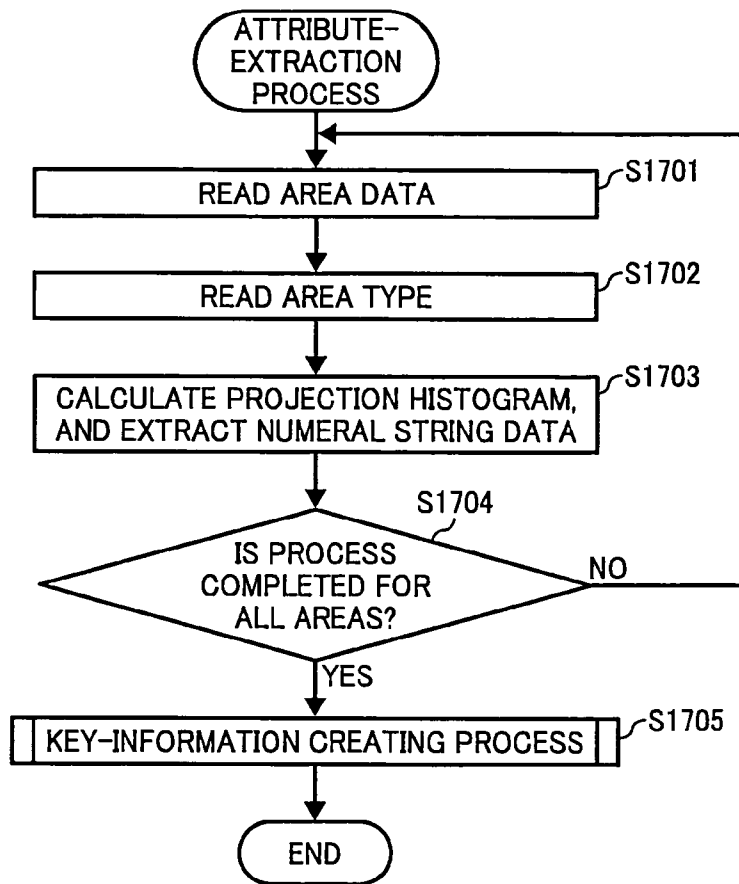 ATTRIBUTE-
EXTRACTION
PROCESS
S1701
READ AREA DATA
S1702
READ AREA TYPE
S1703
CALCULATE PROJECTION HISTOGRAM,
AND EXTRACT NUMERAL STRING DATA
S1704
IS PROCESS
COMPLETED FOR
ALL AREAS?
NO
YES
S1705
KEY-INFORMATION CREATING PROCESS
END